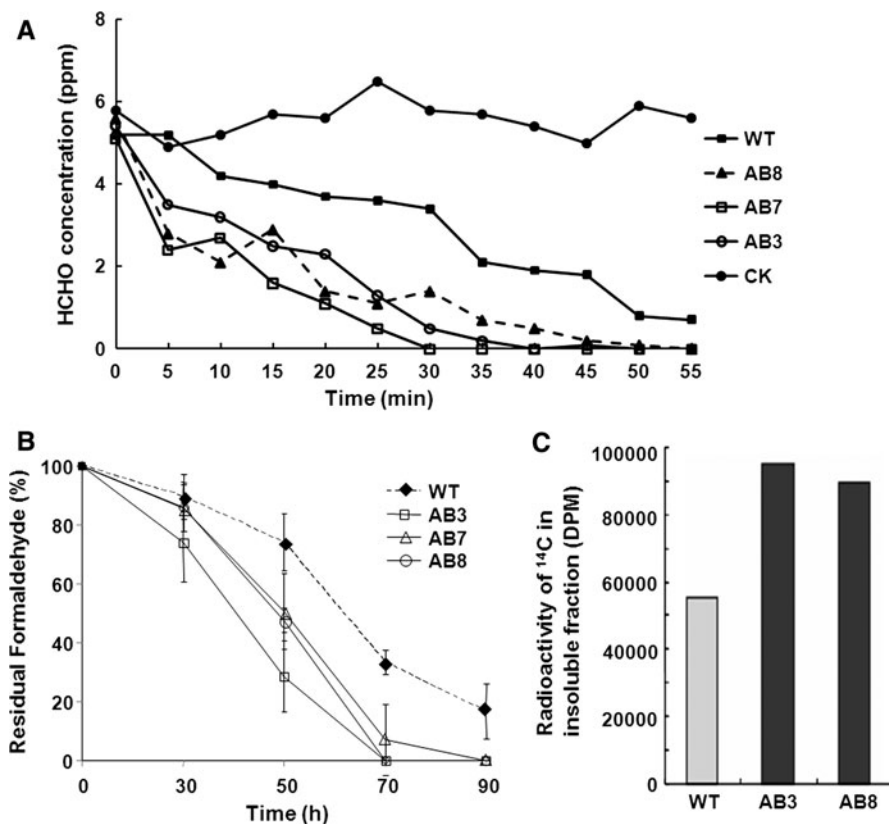 A
HCHO concentration (ppm)
8
6
4
2
0
0 5 10 15 20 25 30 35 40 45 50 55
Time (min)
WT
AB8
AB7
AB3
CK
B
Residual Formaldehyde (%)
100
80
60
40
20
0
0 30 50 70 90
Time (h)
WT
AB3
AB7
AB8
C
Radioactivity of ¹⁴C in
insoluble fraction (DPM)
100000
80000
60000
40000
20000
0
WT AB3 AB8